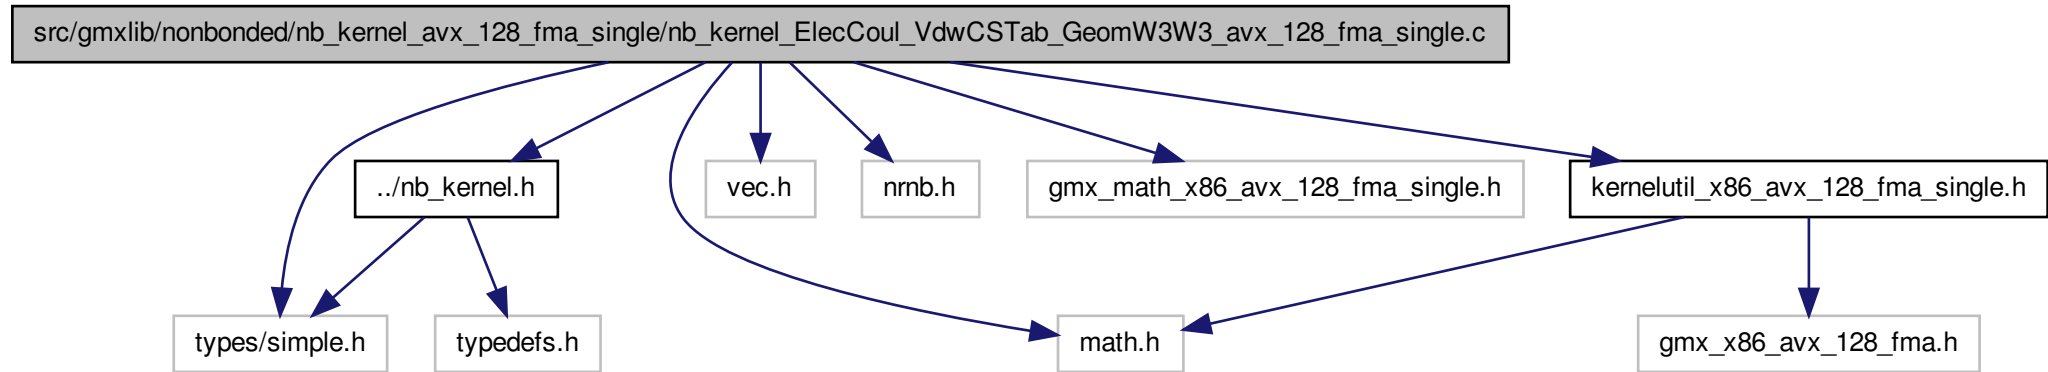 src/gmxlib/nonbonded/nb_kernel_avx_128_fma_single/nb_kernel_ElecCoul_VdwCSTab_GeomW3W3_avx_128_fma_single.c
../nb_kernel.h
vec.h
nrnb.h
gmx_math_x86_avx_128_fma_single.h
kernelutil_x86_avx_128_fma_single.h
types/simple.h
typedefs.h
math.h
gmx_x86_avx_128_fma.h